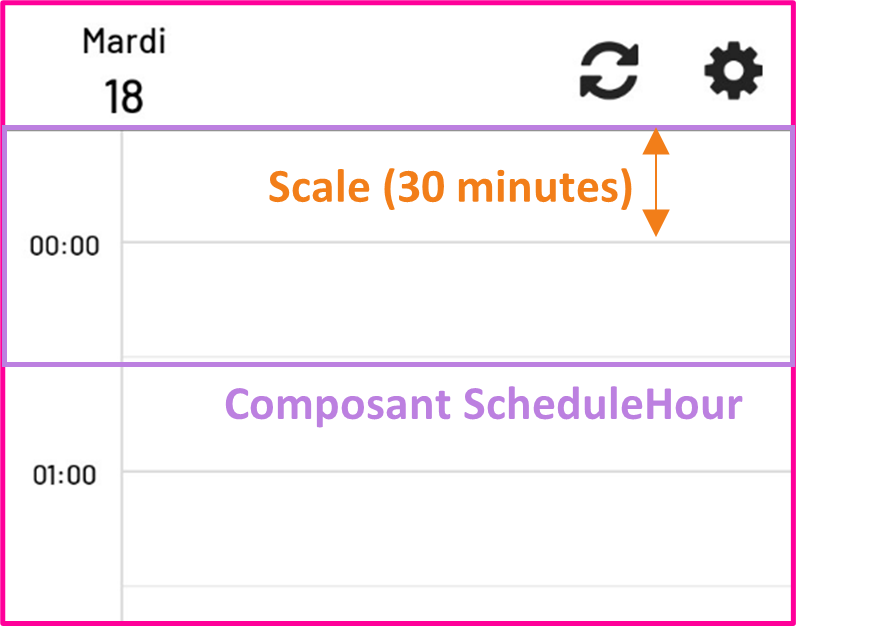 Mardi
18
Scale (30 minutes)
00:00
Composant ScheduleHour
01:00